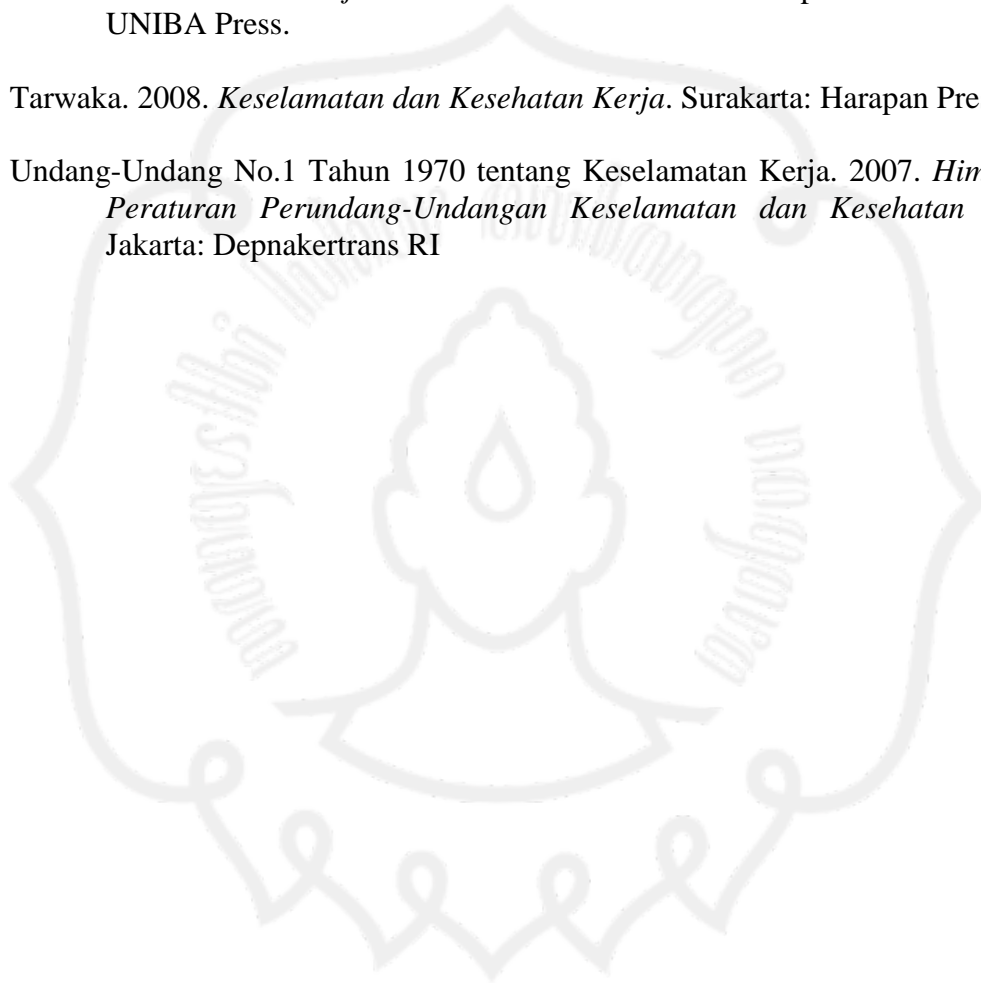 UNIBA Press.
Tarwaka. 2008. Keselamatan dan Kesehatan Kerja. Surakarta: Harapan Pre
Undang-Undang No.1 Tahun 1970 tentang Keselamatan Kerja. 2007. Him
Peraturan Perundang-Undangan Keselamatan dan Kesehatan
Jakarta: Depnakertrans RI